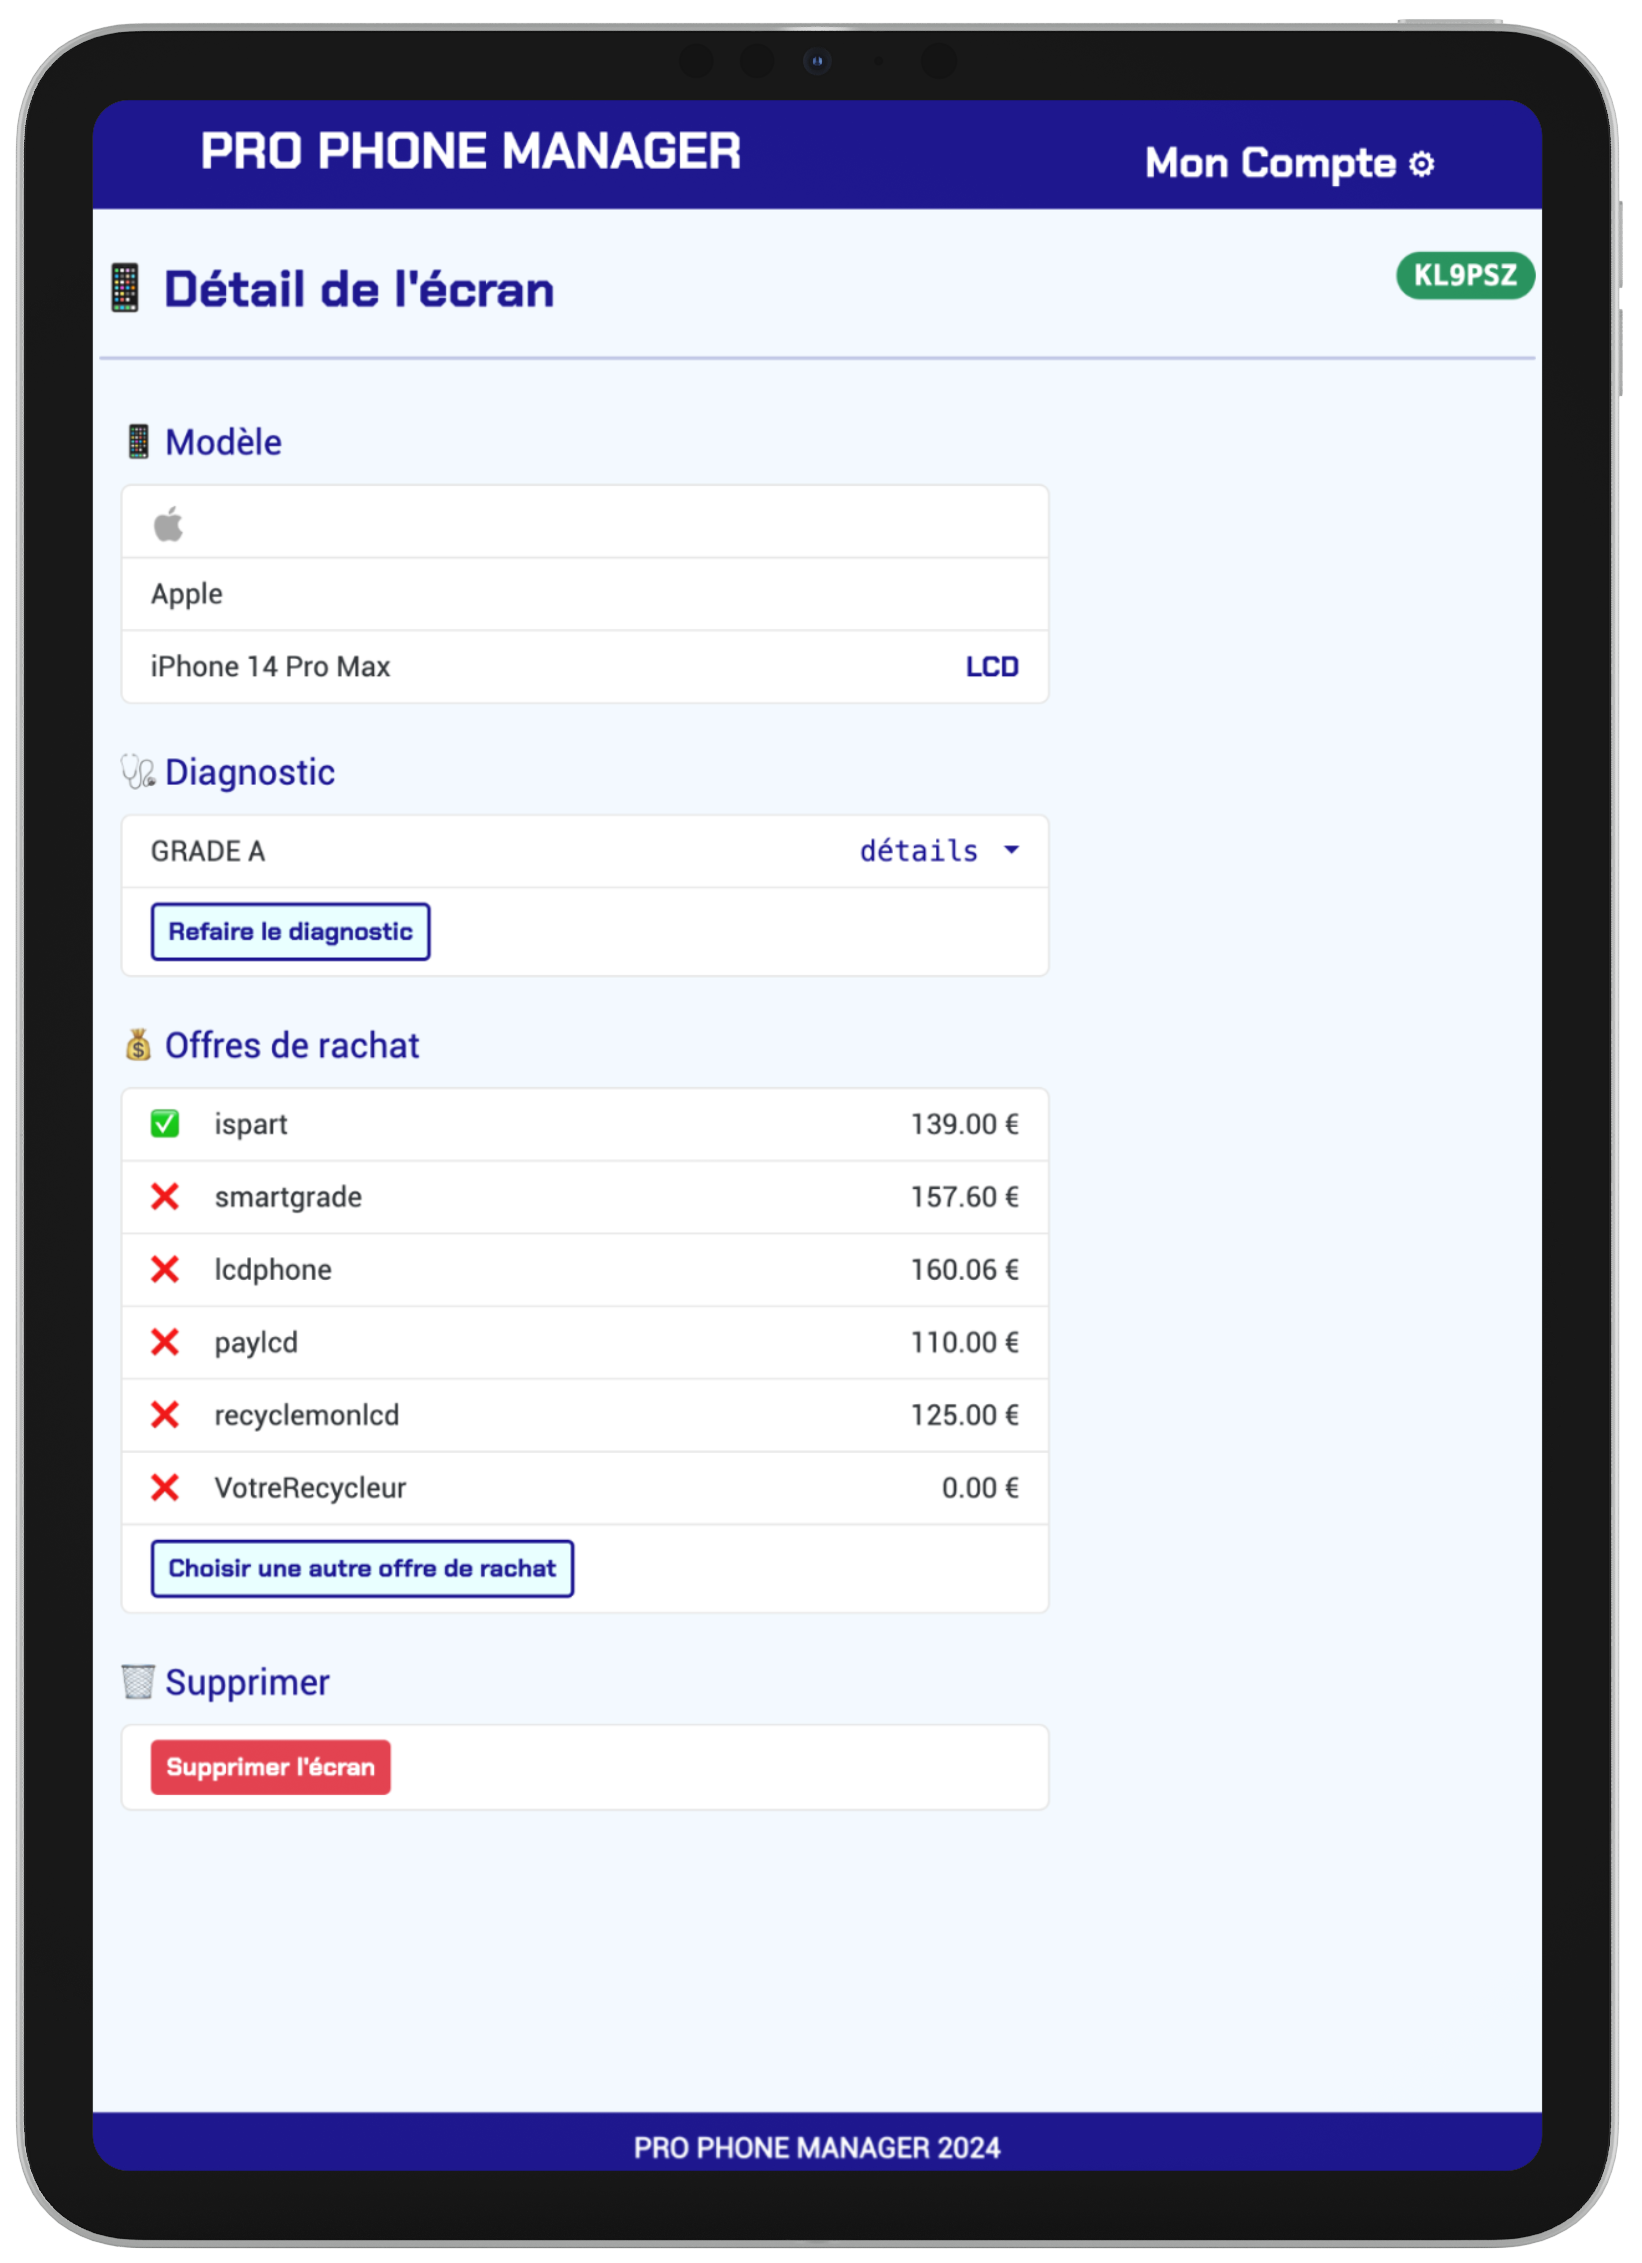 PRO PHONE MANAGER
Mon Compte ⚙
Détail de l'écran
KL9PSZ
Modèle
Apple
iPhone 14 Pro Max LCD
Diagnostic
GRADE A détails
Refaire le diagnostic
Offres de rachat
ispart 139.00 €
smartgrade 157.60 €
lcdphone 160.06 €
paylcd 110.00 €
recyclemonlcd 125.00 €
VotreRecycleur 0.00 €
Choisir une autre offre de rachat
Supprimer
Supprimer l'écran
PRO PHONE MANAGER 2024